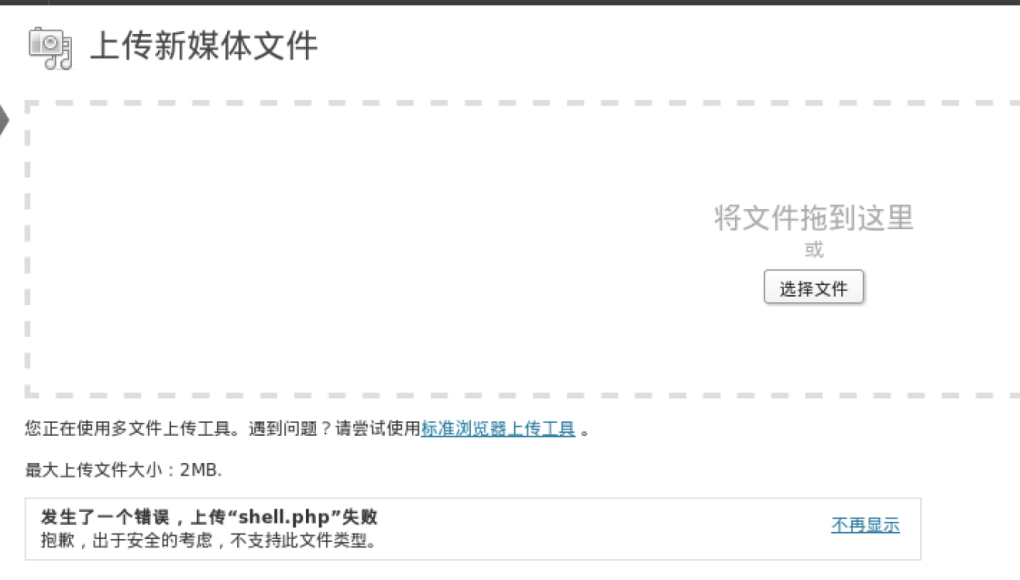 上传新媒体文件
将文件拖到这里
或
选择文件
您正在使用多文件上传工具。遇到问题？请尝试使用标准浏览器上传工具 。
最大上传文件大小：2MB.
发生了一个错误，上传“shell.php”失败
不再显示
抱歉，出于安全的考虑，不支持此文件类型。